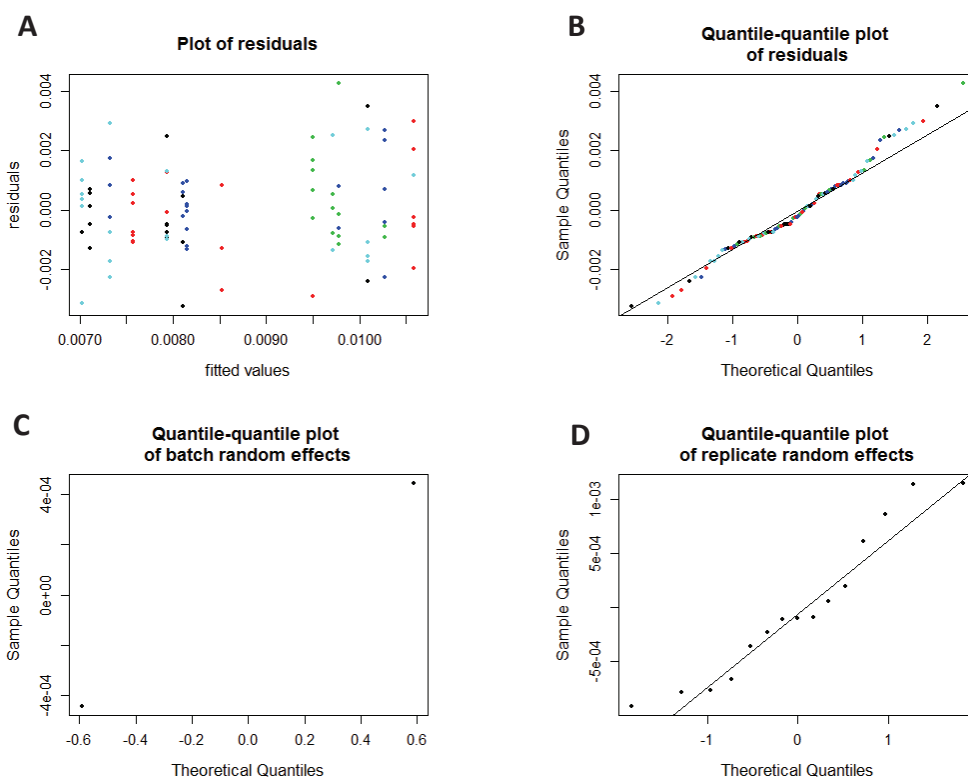 A
Plot of residuals
residuals
0.004
0.002
0.000
-0.002
0.0070 0.0080 0.0090 0.0100
fitted values
B
Quantile-quantile plot
of residuals
Sample Quantiles
0.004
0.002
0.000
-0.002
-2 -1 0 1 2
Theoretical Quantiles
C
Quantile-quantile plot
of batch random effects
Sample Quantiles
4e-04
0e+00
-4e-04
-0.6 -0.4 -0.2 0.0 0.2 0.4 0.6
Theoretical Quantiles
D
Quantile-quantile plot
of replicate random effects
Sample Quantiles
1e-03
5e-04
-5e-04
-1 0 1
Theoretical Quantiles